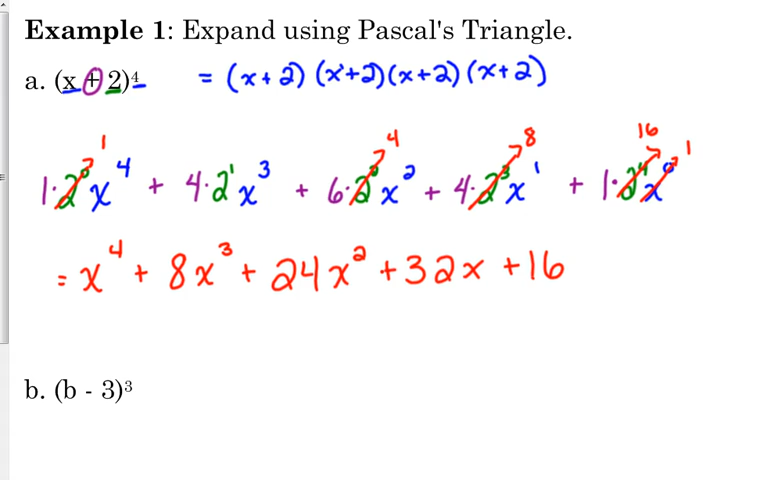 Example 1: Expand using Pascal's Triangle.
a. (x + 2)⁴ = (x + 2) (x + 2)(x + 2) (x + 2)
1 4 8 16 1
1·2⁰x⁴ + 4·2¹x³ + 6·2²x² + 4·2³x¹ + 1·2⁴x⁰
= x⁴ + 8x³ + 24x² + 32x + 16
b. (b - 3)³